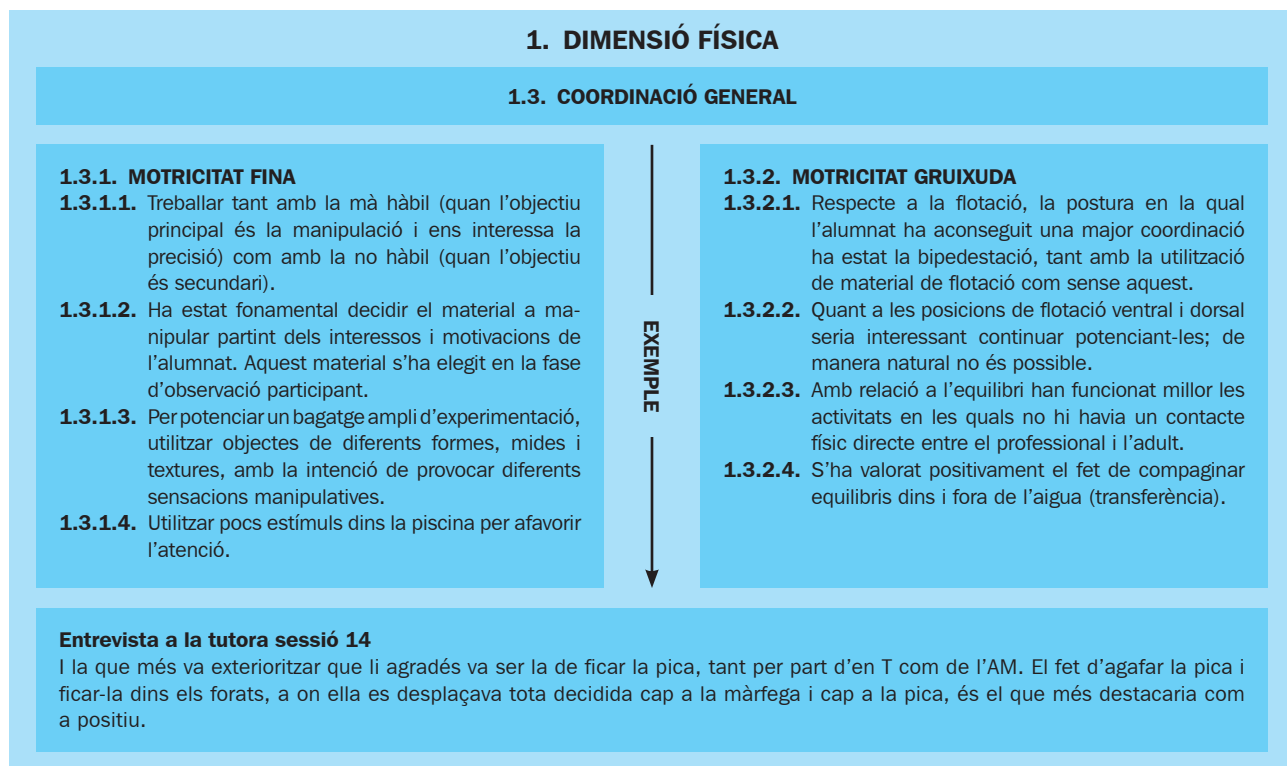 1. DIMENSIÓ FÍSICA
1.3. COORDINACIÓ GENERAL
1.3.1. MOTRICITAT FINA
1.3.1.1. Treballar tant amb la mà hàbil (quan l’objectiu
principal és la manipulació i ens interessa la
precisió) com amb la no hàbil (quan l’objectiu
és secundari).
1.3.1.2. Ha estat fonamental decidir el material a ma-
nipular partint dels interessos i motivacions de
l’alumnat. Aquest material s’ha elegit en la fase
d’observació participant.
1.3.1.3. Per potenciar un bagatge ampli d’experimentació,
utilitzar objectes de diferents formes, mides i
textures, amb la intenció de provocar diferents
sensacions manipulatives.
1.3.1.4. Utilitzar pocs estímuls dins la piscina per afavorir
l’atenció.
EXEMPLE
1.3.2. MOTRICITAT GRUIXUDA
1.3.2.1. Respecte a la flotació, la postura en la qual
l’alumnat ha aconseguit una major coordinació
ha estat la bipedestació, tant amb la utilització
de material de flotació com sense aquest.
1.3.2.2. Quant a les posicions de flotació ventral i dorsal
seria interessant continuar potenciant-les; de
manera natural no és possible.
1.3.2.3. Amb relació a l’equilibri han funcionat millor les
activitats en les quals no hi havia un contacte
físic directe entre el professional i l’adult.
1.3.2.4. S’ha valorat positivament el fet de compaginar
equilibris dins i fora de l’aigua (transferència).
Entrevista a la tutora sessió 14
I la que més va exterioritzar que li agradés va ser la de ficar la pica, tant per part d’en T com de l’AM. El fet d’agafar la pica i
ficar-la dins els forats, a on ella es desplaçava tota decidida cap a la màrfega i cap a la pica, és el que més destacaria com
a positiu.